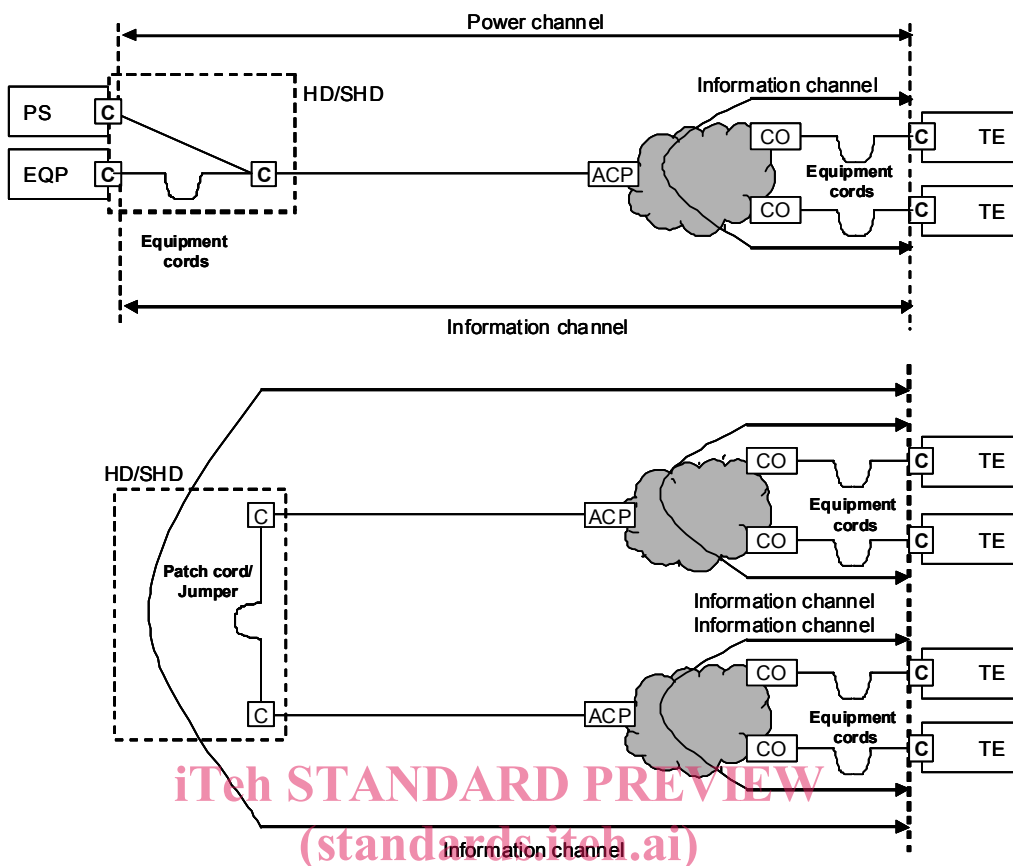 Power channel
HD/SHD
Information channel
PS
C
CO
C
TE
EQP
C
C
ACP
Equipment
cords
CO
C
TE
Equipment
cords
Information channel
HD/SHD
CO
C
TE
C
ACP
Equipment
cords
CO
C
TE
Patch cord/
Jumper
Information channel
Information channel
CO
C
TE
C
ACP
Equipment
cords
CO
C
TE
iTeh STANDARD PREVIEW
(standards.iteh.ai)
Information channel